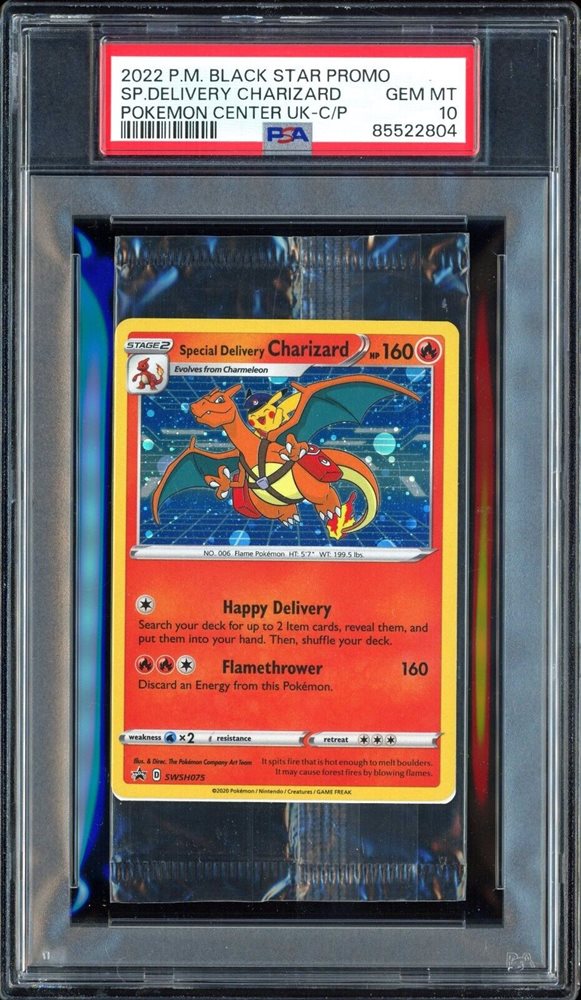 2022 P.M. BLACK STAR PROMO
SP.DELIVERY CHARIZARD GEM MT
POKEMON CENTER UK-C/P 10
PSA 85522804
STAGE 2 Special Delivery Charizard HP 160
Evolves from Charmeleon
NO. 006 Flame Pokémon HT: 5'7" WT: 199.5 lbs.
Happy Delivery
Search your deck for up to 2 Item cards, reveal them, and
put them into your hand. Then, shuffle your deck.
Flamethrower 160
Discard an Energy from this Pokémon.
weakness ×2 resistance retreat
Illus. & Direc. The Pokémon Company Art Team
D SWSH075
It spits fire that is hot enough to melt boulders.
It may cause forest fires by blowing flames.
©2020 Pokémon / Nintendo / Creatures / GAME FREAK
PSA